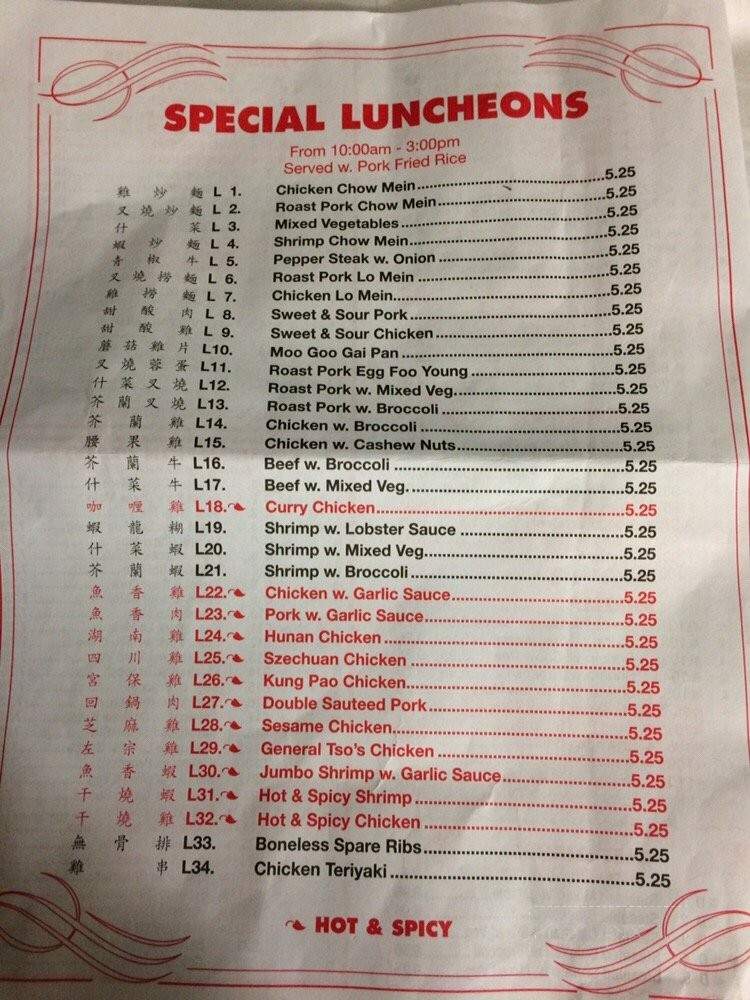 SPECIAL LUNCHEONS
From 10:00am - 3:00pm
Served w. Pork Fried Rice
雞炒麵 L 1. Chicken Chow Mein 5.25
叉燒炒麵 L 2. Roast Pork Chow Mein 5.25
什菜 L 3. Mixed Vegetables 5.25
蝦炒麵 L 4. Shrimp Chow Mein 5.25
青椒牛 L 5. Pepper Steak w. Onion 5.25
叉燒撈麵 L 6. Roast Pork Lo Mein 5.25
雞撈麵 L 7. Chicken Lo Mein 5.25
甜酸肉 L 8. Sweet & Sour Pork 5.25
甜酸雞 L 9. Sweet & Sour Chicken 5.25
蘑菇雞片 L10. Moo Goo Gai Pan 5.25
叉燒蓉蛋 L11. Roast Pork Egg Foo Young 5.25
什菜叉燒 L12. Roast Pork w. Mixed Veg. 5.25
芥蘭叉燒 L13. Roast Pork w. Broccoli 5.25
芥蘭雞 L14. Chicken w. Broccoli 5.25
腰果雞 L15. Chicken w. Cashew Nuts 5.25
芥蘭牛 L16. Beef w. Broccoli 5.25
什菜牛 L17. Beef w. Mixed Veg. 5.25
咖喱雞 L18. Curry Chicken 5.25
蝦龍糊 L19. Shrimp w. Lobster Sauce 5.25
什菜蝦 L20. Shrimp w. Mixed Veg. 5.25
芥蘭蝦 L21. Shrimp w. Broccoli 5.25
魚香雞 L22. Chicken w. Garlic Sauce 5.25
魚香肉 L23. Pork w. Garlic Sauce 5.25
湖南雞 L24. Hunan Chicken 5.25
四川雞 L25. Szechuan Chicken 5.25
宮保雞 L26. Kung Pao Chicken 5.25
回鍋肉 L27. Double Sauteed Pork 5.25
芝麻雞 L28. Sesame Chicken 5.25
左宗雞 L29. General Tso's Chicken 5.25
魚香蝦 L30. Jumbo Shrimp w. Garlic Sauce 5.25
干燒蝦 L31. Hot & Spicy Shrimp 5.25
干燒雞 L32. Hot & Spicy Chicken 5.25
無骨排 L33. Boneless Spare Ribs 5.25
雞串 L34. Chicken Teriyaki 5.25
HOT & SPICY